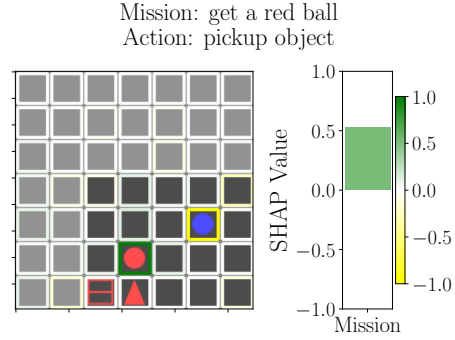 Mission: get a red ball
Action: pickup object
SHAP Value
1.0
0.5
0.0
−0.5
−1.0
Mission
1.0
0.5
0.0
−0.5
−1.0